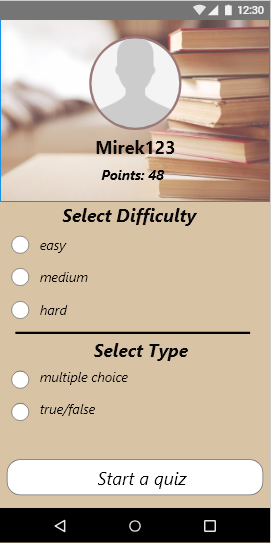 12:30
Mirek123
Points: 48
Select Difficulty
easy
medium
hard
Select Type
multiple choice
true/false
Start a quiz